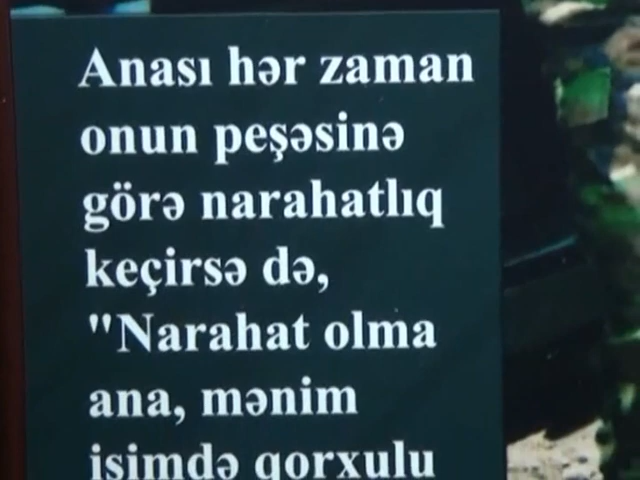 Anası hər zaman
onun peşəsinə
görə narahatlıq
keçirsə də,
"Narahat olma
ana, mənim
işimdə qorxulu